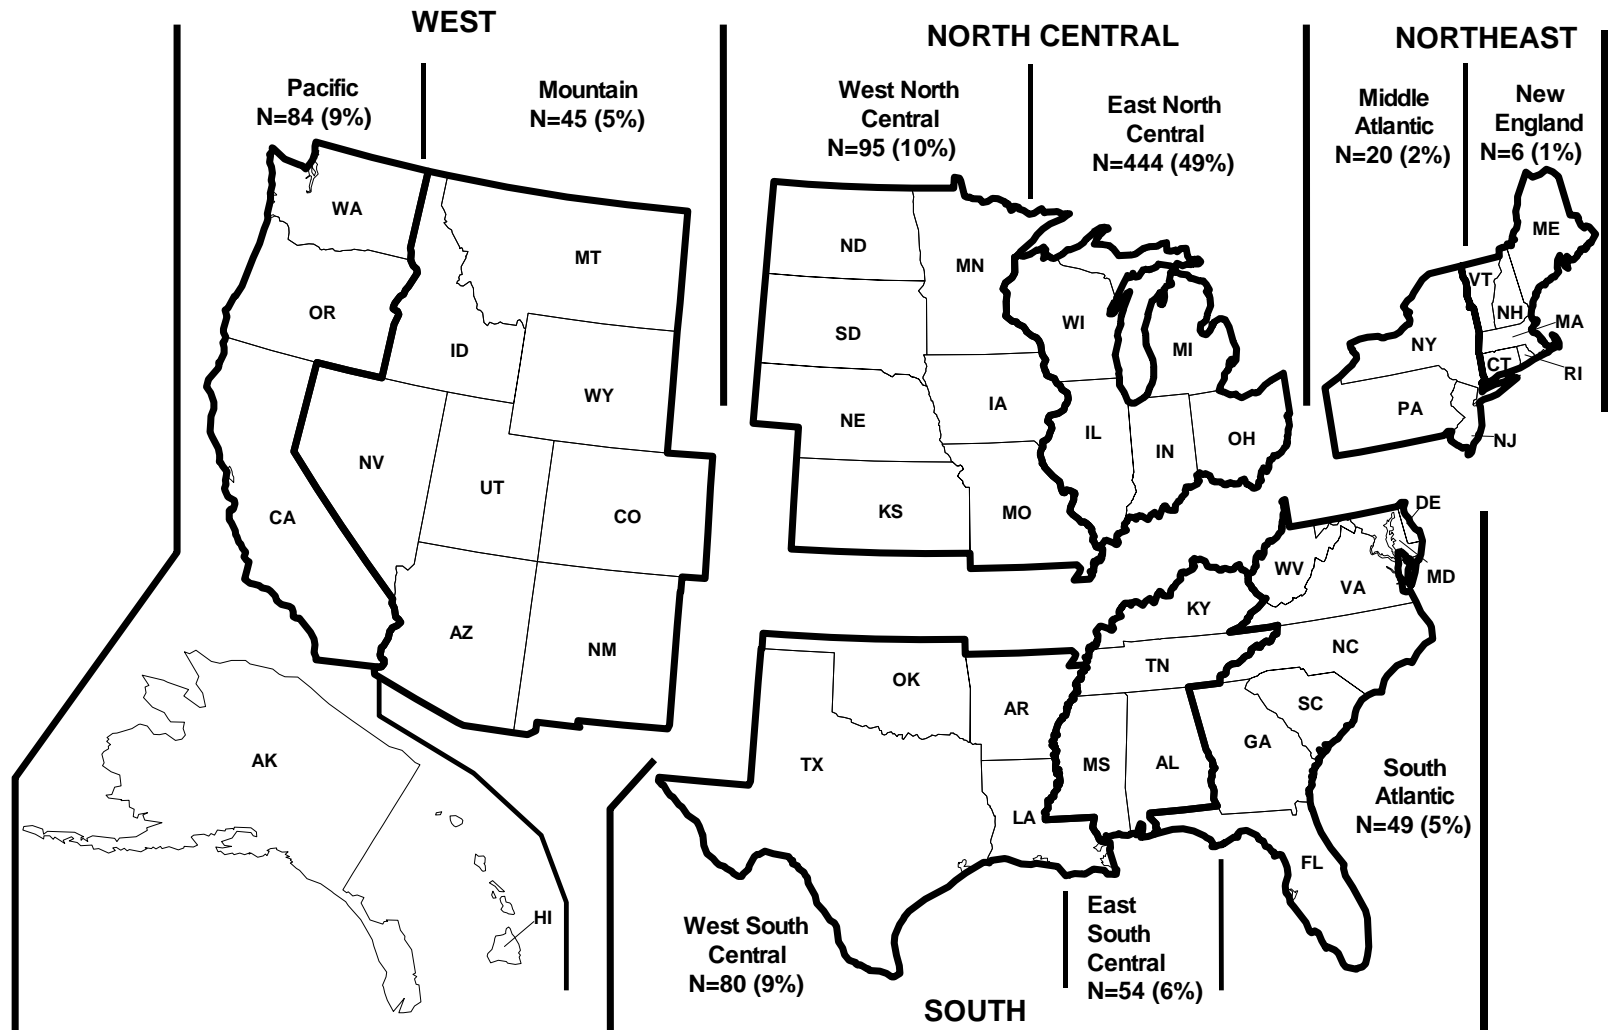 WEST
NORTH CENTRAL
NORTHEAST
Pacific
N=84 (9%)
Mountain
N=45 (5%)
West North
Central
N=95 (10%)
East North
Central
N=444 (49%)
Middle
Atlantic
N=20 (2%)
New
England
N=6 (1%)
WA
MT
OR
ID
WY
NV
UT
CO
CA
AZ
NM
AK
HI
ND
MN
SD
WI
MI
IA
NE
IL
IN
OH
KS
MO
ME
VT
NH
MA
NY
CT
RI
PA
NJ
DE
WV
MD
VA
KY
NC
TN
OK
AR
SC
GA
TX
MS
AL
LA
FL
South
Atlantic
N=49 (5%)
West South
Central
N=80 (9%)
East
South
Central
N=54 (6%)
SOUTH